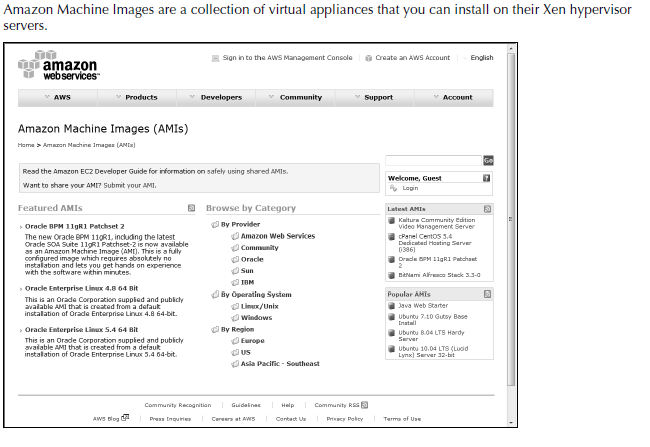 Amazon Machine Images are a collection of virtual appliances that you can install on their Xen hypervisor
servers.
amazon
webservices™
Sign in to the AWS Management Console
Create an AWS Account
English
AWS
Products
Developers
Community
Support
Account
Amazon Machine Images (AMIs)
Home > Amazon Machine Images (AMIs)
Read the Amazon EC2 Developer Guide for information on safely using shared AMIs.
Want to share your AMI? Submit your AMI.
Go
Welcome, Guest ?
Login
Featured AMIs
Oracle BPM 11gR1 Patchset 2
The new Oracle BPM 11gR1, including the latest
Oracle SOA Suite 11gR1 Patchset-2 is now available
as an Amazon Machine Image (AMI). This is a fully
configured image which requires absolutely no
installation and lets you get hands on experience
with the software within minutes.
Oracle Enterprise Linux 4.8 64 Bit
This is an Oracle Corporation supplied and publicly
available AMI that is created from a default
installation of Oracle Enterprise Linux 4.8 64-bit.
Oracle Enterprise Linux 5.4 64 Bit
This is an Oracle Corporation supplied and publicly
available AMI that is created from a default
installation of Oracle Enterprise Linux 5.4 64-bit.
Browse by Category
By Provider
Amazon Web Services
Community
Oracle
Sun
IBM
By Operating System
Linux/Unix
Windows
By Region
Europe
US
Asia Pacific - Southeast
Latest AMIs
Kaltura Community Edition
Video Management Server
cPanel CentOS 5.4
Dedicated Hosting Server
(i386)
Oracle BPM 11gR1 Patchset
2
BitNami Alfresco Stack 3.3-0
Popular AMIs
Java Web Starter
Ubuntu 7.10 Gutsy Base
Install
Ubuntu 8.04 LTS Hardy
Server
Ubuntu 10.04 LTS (Lucid
Lynx) Server 32-bit
Community Recognition | Guidelines | Help | Community RSS
AWS Blog | Press Inquiries | Careers at AWS | Contact Us | Privacy Policy | Terms of Use